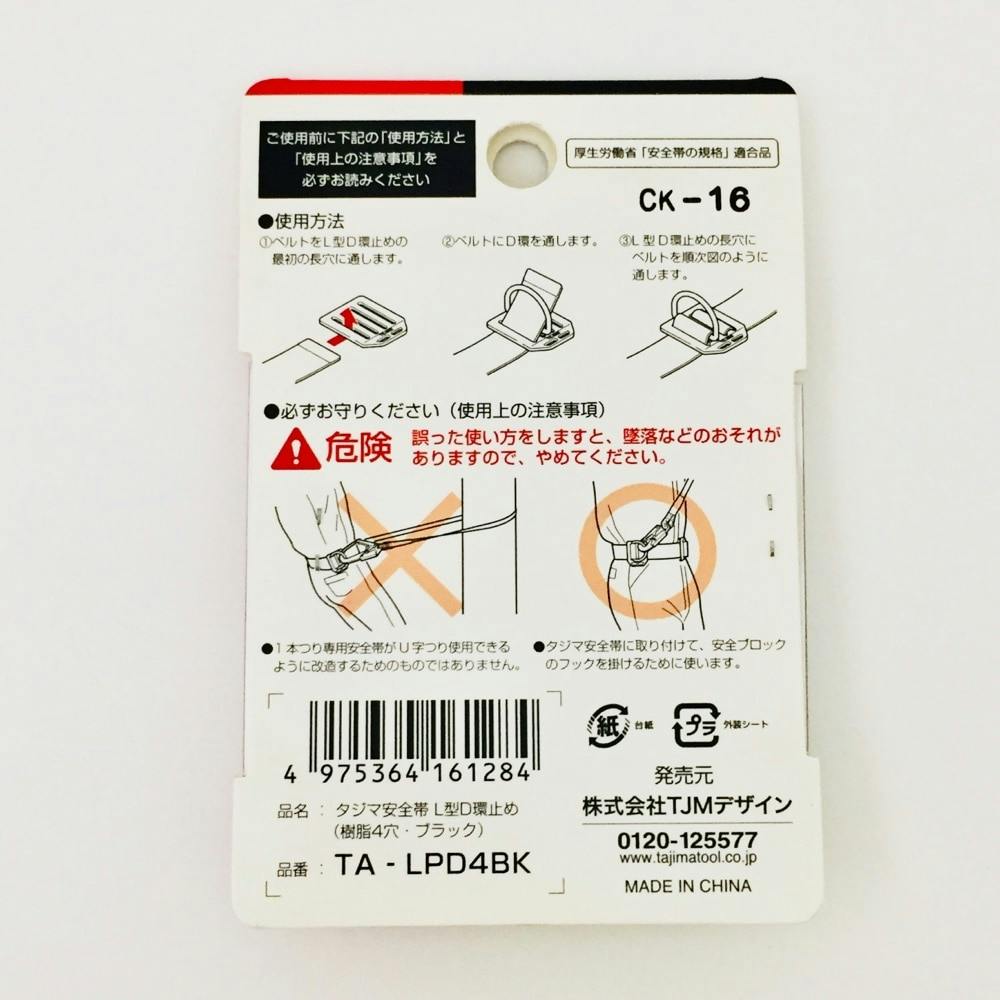 ご使用前に下記の「使用方法」と
「使用上の注意事項」を
必ずお読みください
厚生労働省「安全帯の規格」適合品
CK-16
●使用方法
①ベルトをL型D環止めの
最初の長穴に通します。
②ベルトにD環を通します。
③L型D環止めの長穴に
ベルトを順次図のように
通します。
●必ずお守りください（使用上の注意事項）
危険
誤った使い方をしますと、墜落などのおそれが
ありますので、やめてください。
●1本つり専用安全帯がU字つり使用できる
ように改造するためのものではありません。
●タジマ安全帯に取り付けて、安全ブロック
のフックを掛けるために使います。
4 975364 161284
品名：タジマ安全帯 L型D環止め
（樹脂4穴・ブラック）
品番：TA - LPD4BK
紙 台紙
プラ 外装シート
発売元
株式会社TJMデザイン
0120-125577
www.tajimatool.co.jp
MADE IN CHINA